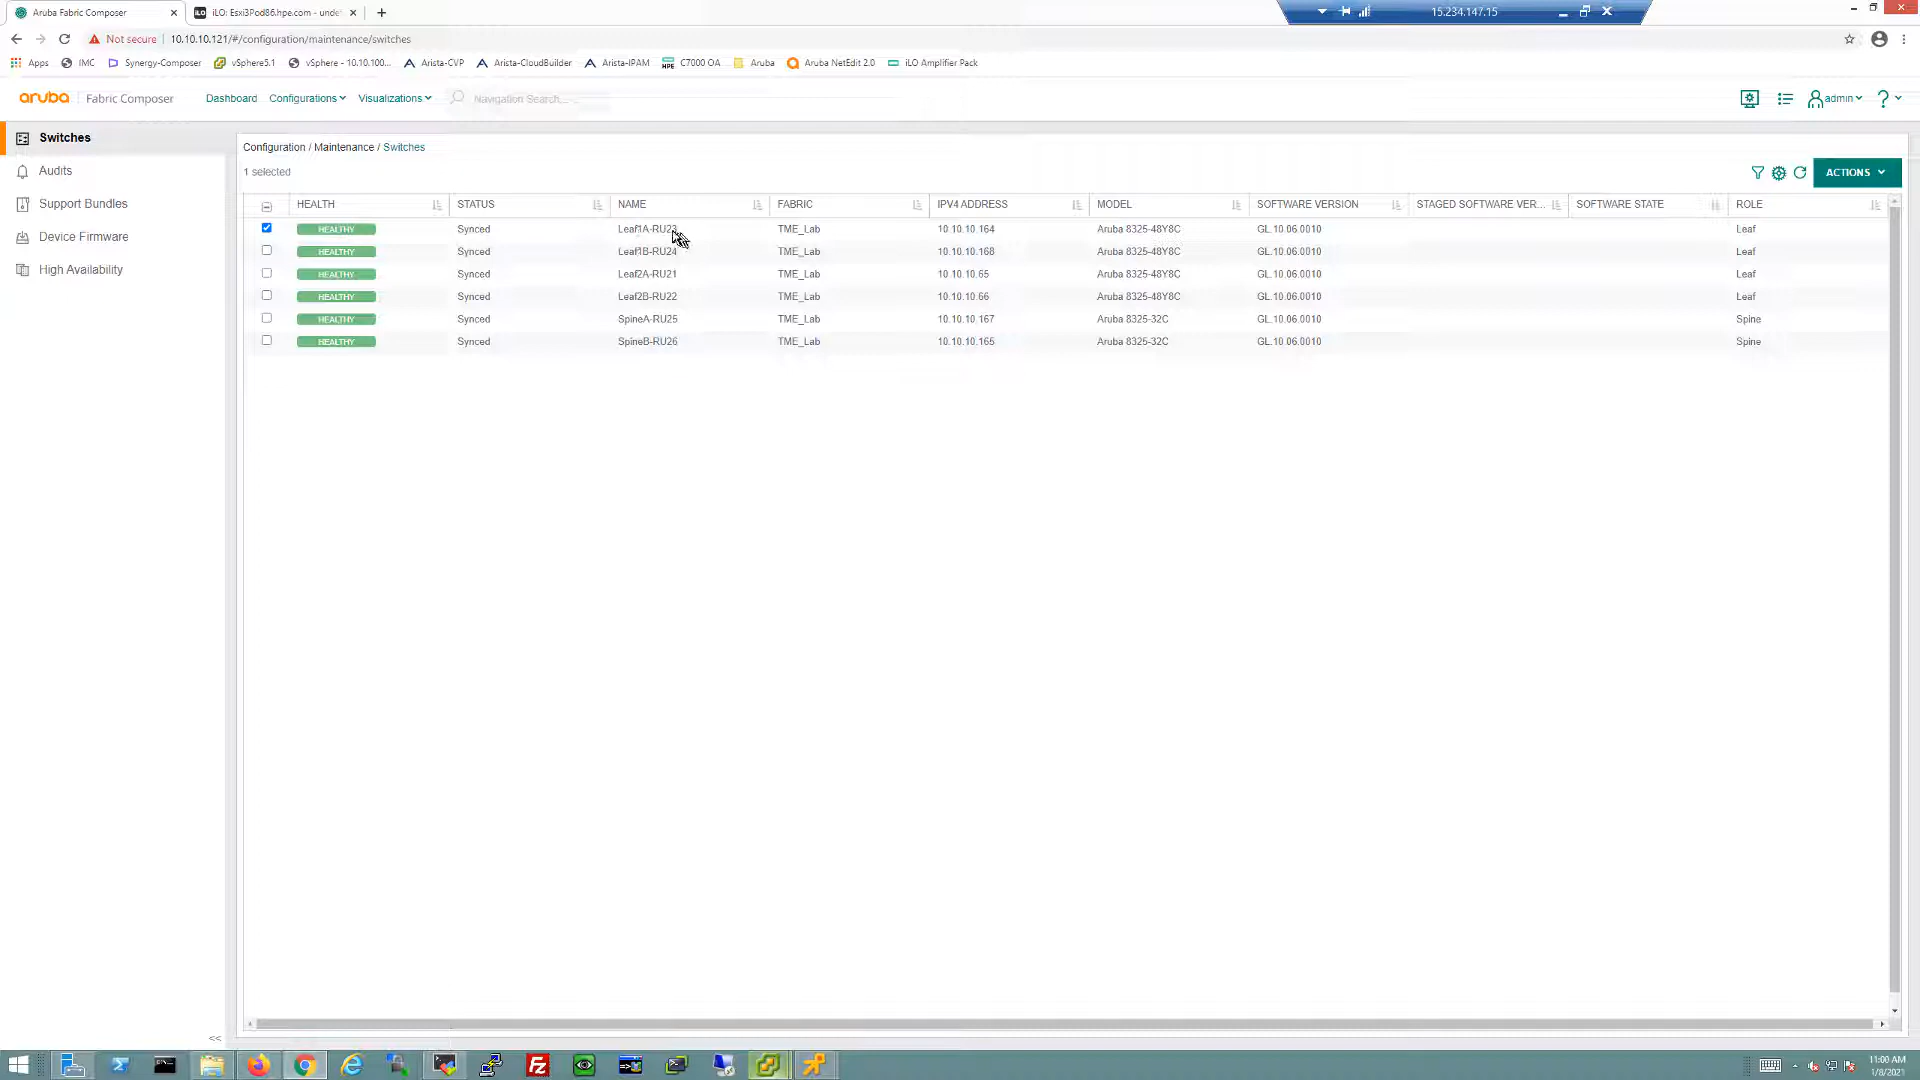 Aruba Fabric Composer
iLO: Esxi3Pod86.hpe.com - unde
15.234.147.15
Not secure | 10.10.10.121/#/configuration/maintenance/switches
Apps IMC Synergy-Composer vSphere5.1 vSphere - 10.10.100... Arista-CVP Arista-CloudBuilder Arista-IPAM C7000 OA Aruba Aruba NetEdit 2.0 iLO Amplifier Pack
aruba Fabric Composer Dashboard Configurations Visualizations Navigation Search... admin ?
Switches
Audits
Support Bundles
Device Firmware
High Availability
<<
Configuration / Maintenance / Switches
1 selected
ACTIONS
HEALTH STATUS NAME FABRIC IPV4 ADDRESS MODEL SOFTWARE VERSION STAGED SOFTWARE VER... SOFTWARE STATE ROLE
HEALTHY Synced Leaf1A-RU23 TME_Lab 10.10.10.164 Aruba 8325-48Y8C GL.10.06.0010 Leaf
HEALTHY Synced Leaf1B-RU24 TME_Lab 10.10.10.168 Aruba 8325-48Y8C GL.10.06.0010 Leaf
HEALTHY Synced Leaf2A-RU21 TME_Lab 10.10.10.65 Aruba 8325-48Y8C GL.10.06.0010 Leaf
HEALTHY Synced Leaf2B-RU22 TME_Lab 10.10.10.66 Aruba 8325-48Y8C GL.10.06.0010 Leaf
HEALTHY Synced SpineA-RU25 TME_Lab 10.10.10.167 Aruba 8325-32C GL.10.06.0010 Spine
HEALTHY Synced SpineB-RU26 TME_Lab 10.10.10.165 Aruba 8325-32C GL.10.06.0010 Spine
11:00 AM
1/8/2021